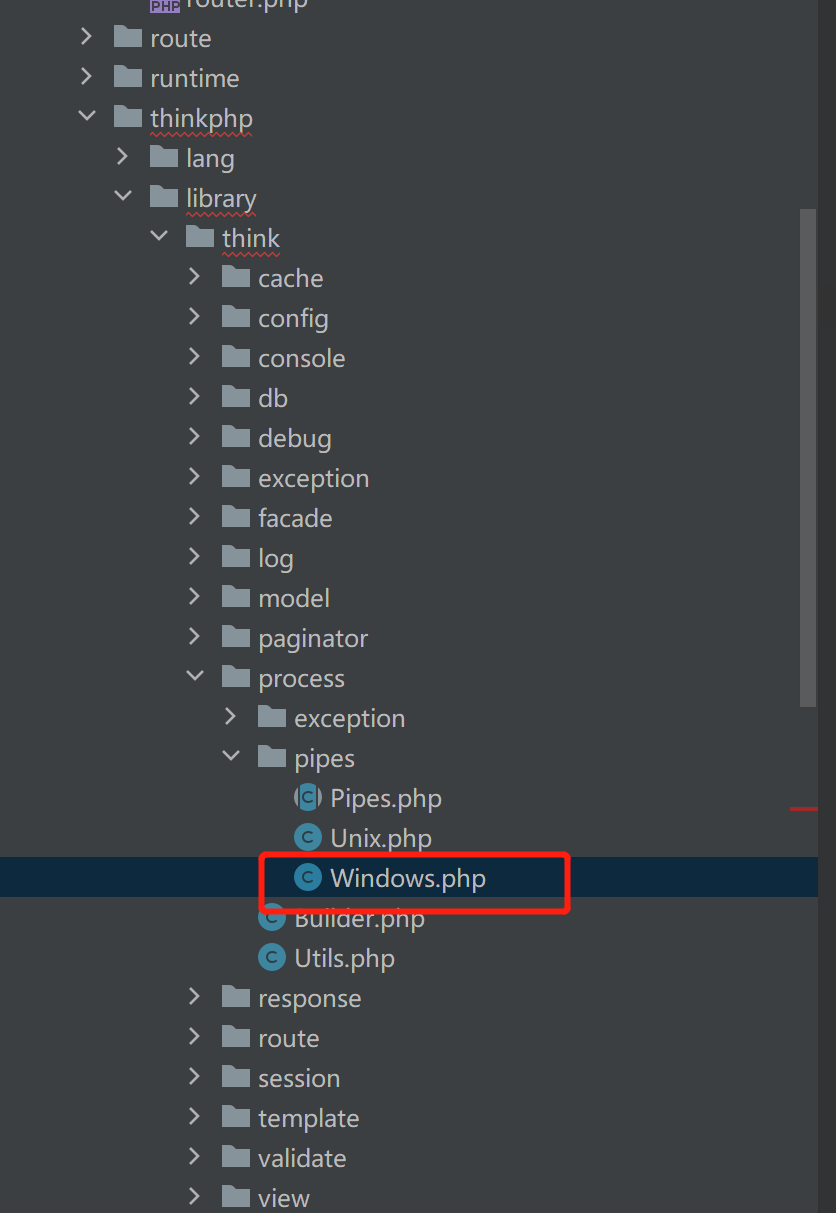 router.php
route
runtime
thinkphp
lang
library
think
cache
config
console
db
debug
exception
facade
log
model
paginator
process
exception
pipes
Pipes.php
Unix.php
Windows.php
Builder.php
Utils.php
response
route
session
template
validate
view